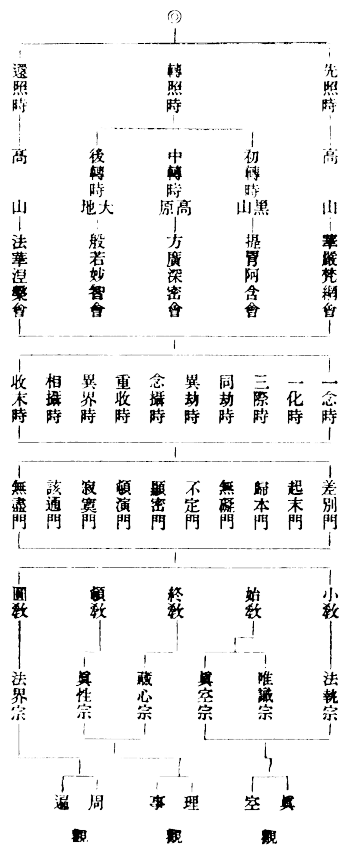 ◎
先照時
轉照時
還照時
高山
初轉時
中轉時
後轉時
高山
黑山
高原
大地
華嚴梵網會
提胃阿含會
方廣深密會
般若妙智會
法華涅槃會
一念時
一化時
三際時
同劫時
異劫時
念攝時
重收時
異界時
相攝時
收末時
差別門
起末門
歸本門
無礙門
不定門
顯密門
頓演門
寂寞門
該通門
無盡門
小敎
始敎
終敎
頓敎
圓敎
法執宗
唯識宗
眞空宗
藏心宗
眞性宗
法界宗
眞空觀
理事觀
周遍觀